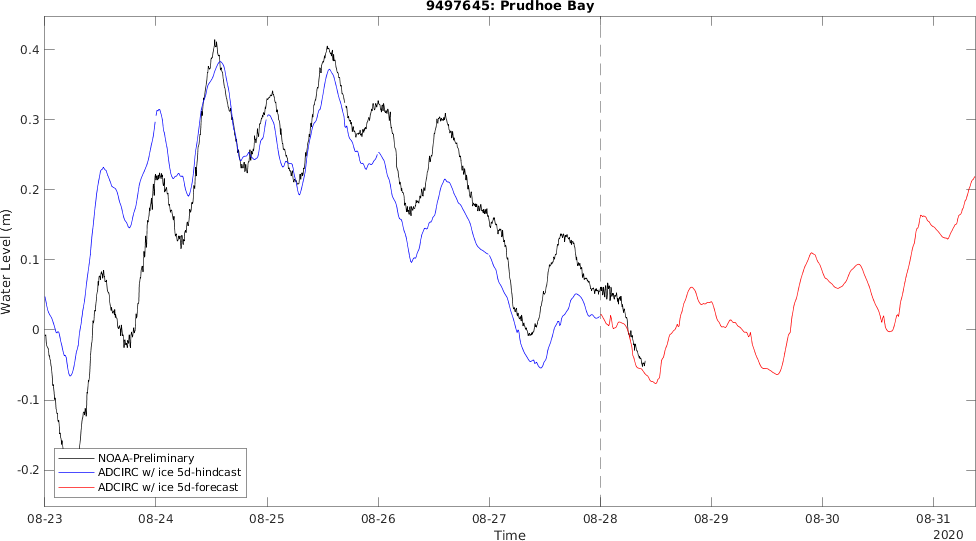 9497645: Prudhoe Bay
Water Level (m)
0.4
0.3
0.2
0.1
0
-0.1
-0.2
NOAA-Preliminary
ADCIRC w/ ice 5d-hindcast
ADCIRC w/ ice 5d-forecast
08-23 08-24 08-25 08-26 08-27 08-28 08-29 08-30 08-31
Time
2020